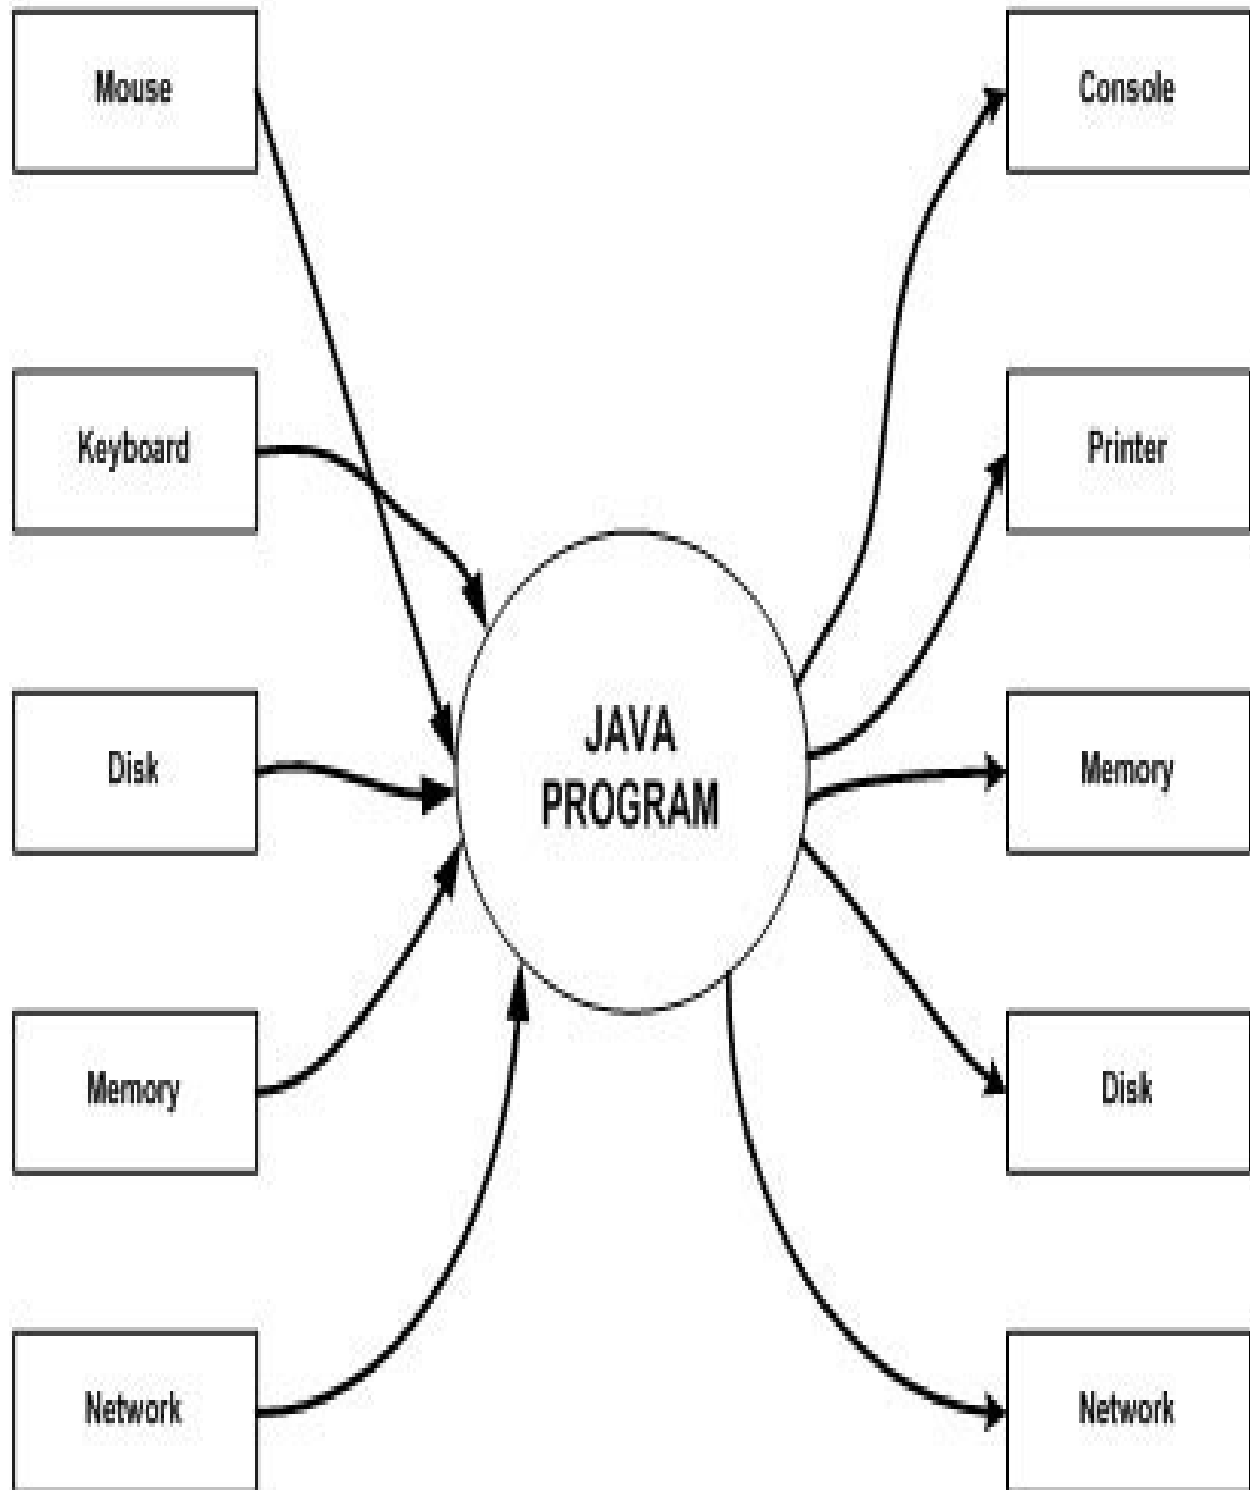 Mouse
Console
Keyboard
Printer
JAVA
PROGRAM
Disk
Memory
Memory
Disk
Network
Network